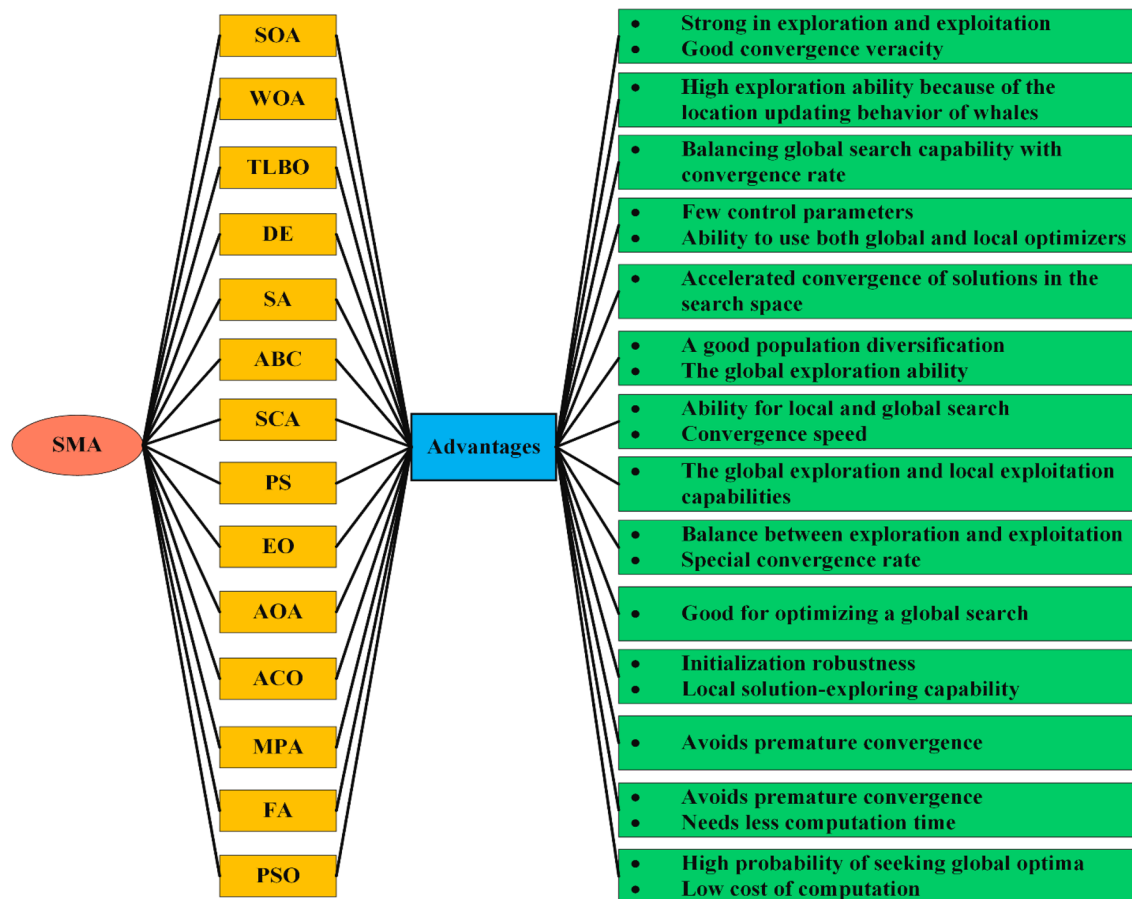 SMA
SOA
WOA
TLBO
DE
SA
ABC
SCA
PS
EO
AOA
ACO
MPA
FA
PSO
Advantages
• Strong in exploration and exploitation
• Good convergence veracity
• High exploration ability because of the
location updating behavior of whales
• Balancing global search capability with
convergence rate
• Few control parameters
• Ability to use both global and local optimizers
• Accelerated convergence of solutions in the
search space
• A good population diversification
• The global exploration ability
• Ability for local and global search
• Convergence speed
• The global exploration and local exploitation
capabilities
• Balance between exploration and exploitation
• Special convergence rate
• Good for optimizing a global search
• Initialization robustness
• Local solution-exploring capability
• Avoids premature convergence
• Avoids premature convergence
• Needs less computation time
• High probability of seeking global optima
• Low cost of computation